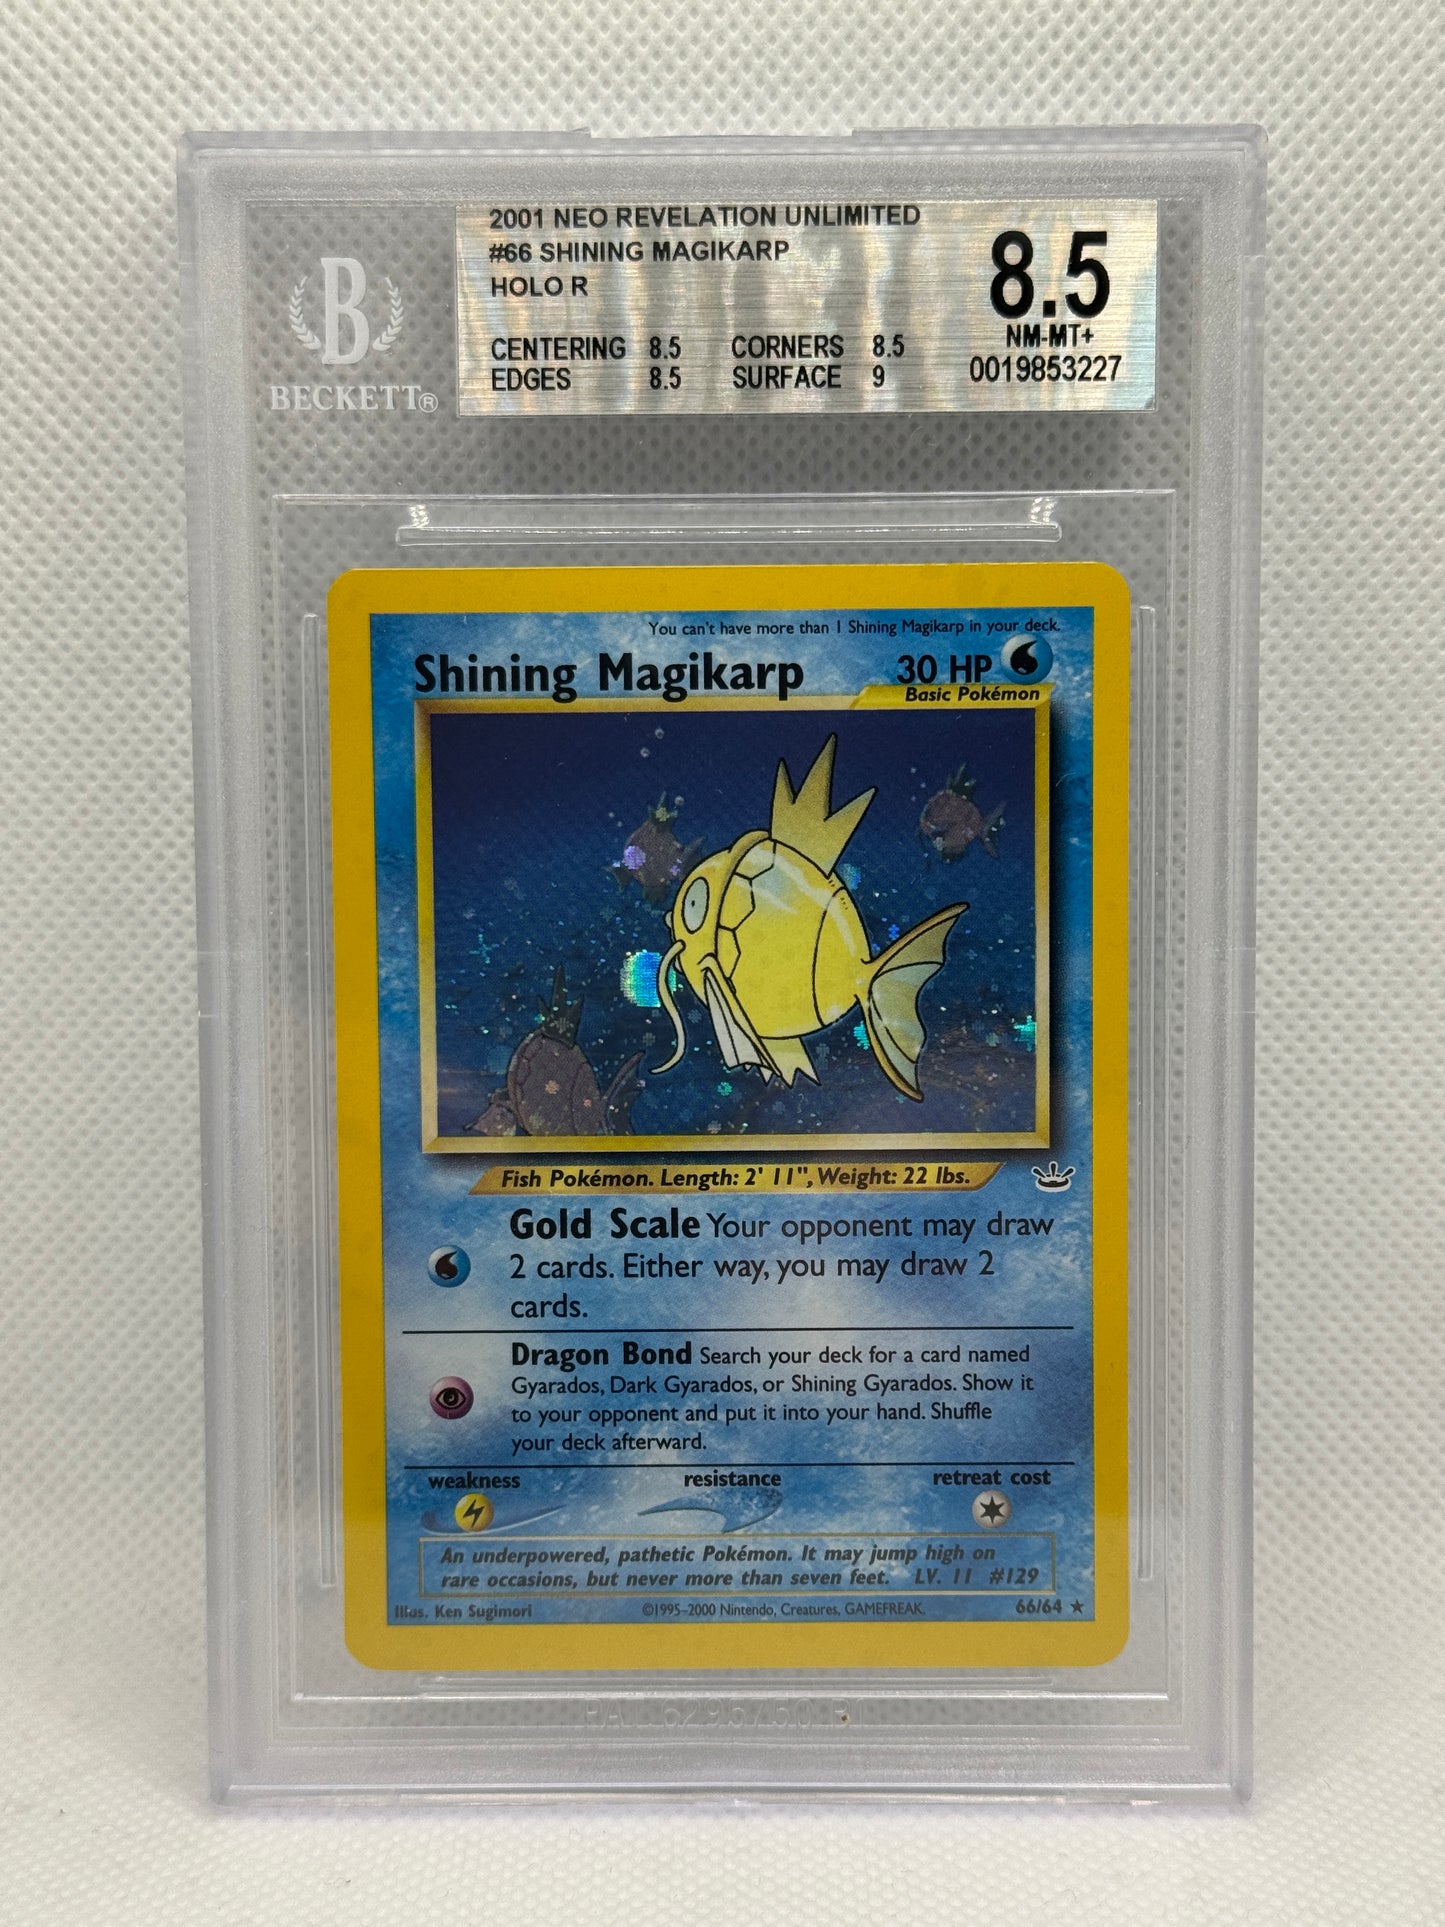 2001 NEO REVELATION UNLIMITED
#66 SHINING MAGIKARP
HOLO R
8.5
NM-MT+
0019853227
CENTERING 8.5 CORNERS 8.5
EDGES 8.5 SURFACE 9
B
BECKETT®
You can't have more than 1 Shining Magikarp in your deck.
Shining Magikarp 30 HP
Basic Pokémon
Fish Pokémon. Length: 2' 11", Weight: 22 lbs.
Gold Scale Your opponent may draw
2 cards. Either way, you may draw 2
cards.
Dragon Bond Search your deck for a card named
Gyarados, Dark Gyarados, or Shining Gyarados. Show it
to your opponent and put it into your hand. Shuffle
your deck afterward.
weakness resistance retreat cost
An underpowered, pathetic Pokémon. It may jump high on
rare occasions, but never more than seven feet. LV. 11 #129
Illus. Ken Sugimori ©1995-2000 Nintendo, Creatures, GAMEFREAK. 66/64 ★